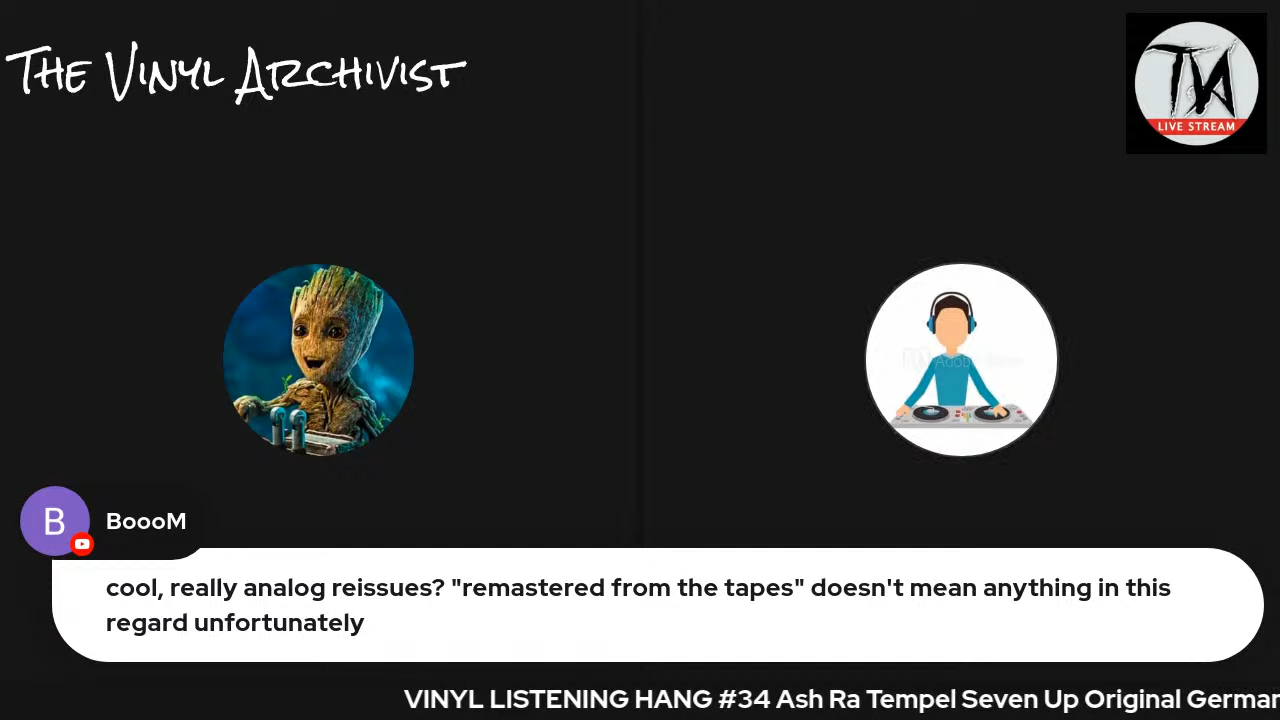 The Vinyl Archivist
TVA
LIVE STREAM
B
BoooM
cool, really analog reissues? "remastered from the tapes" doesn't mean anything in this
regard unfortunately
VINYL LISTENING HANG #34 Ash Ra Tempel Seven Up Original German